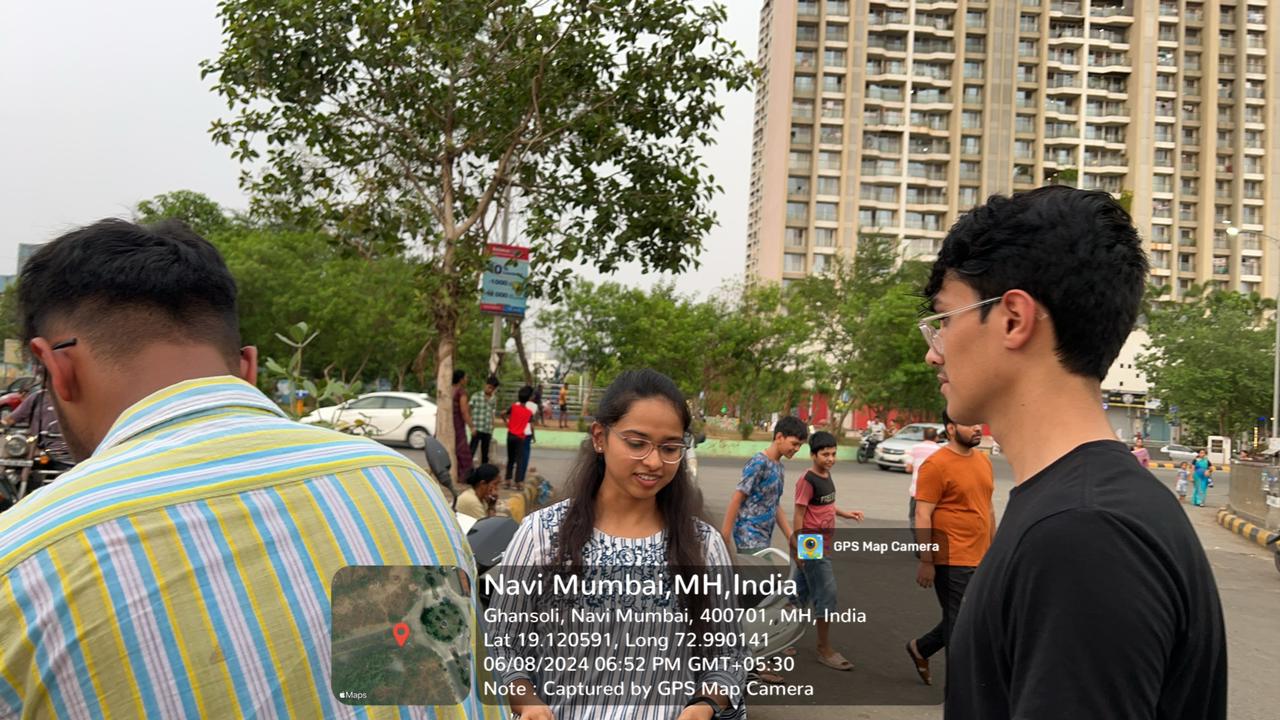 GPS Map Camera
Navi Mumbai,MH,India
Ghansoli, Navi Mumbai, 400701, MH, India
Lat 19.120591, Long 72.990141
06/08/2024 06:52 PM GMT+05:30
Note : Captured by GPS Map Camera
Maps